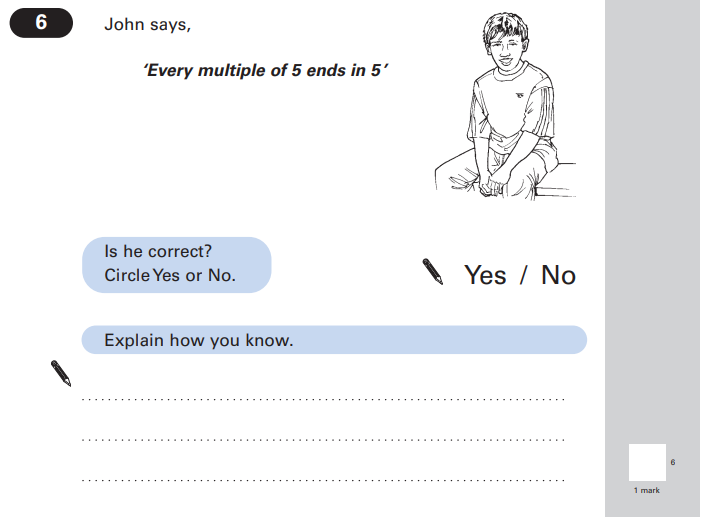 6
John says,
‘Every multiple of 5 ends in 5’
Is he correct?
Circle Yes or No.
Yes / No
Explain how you know.
6
1 mark